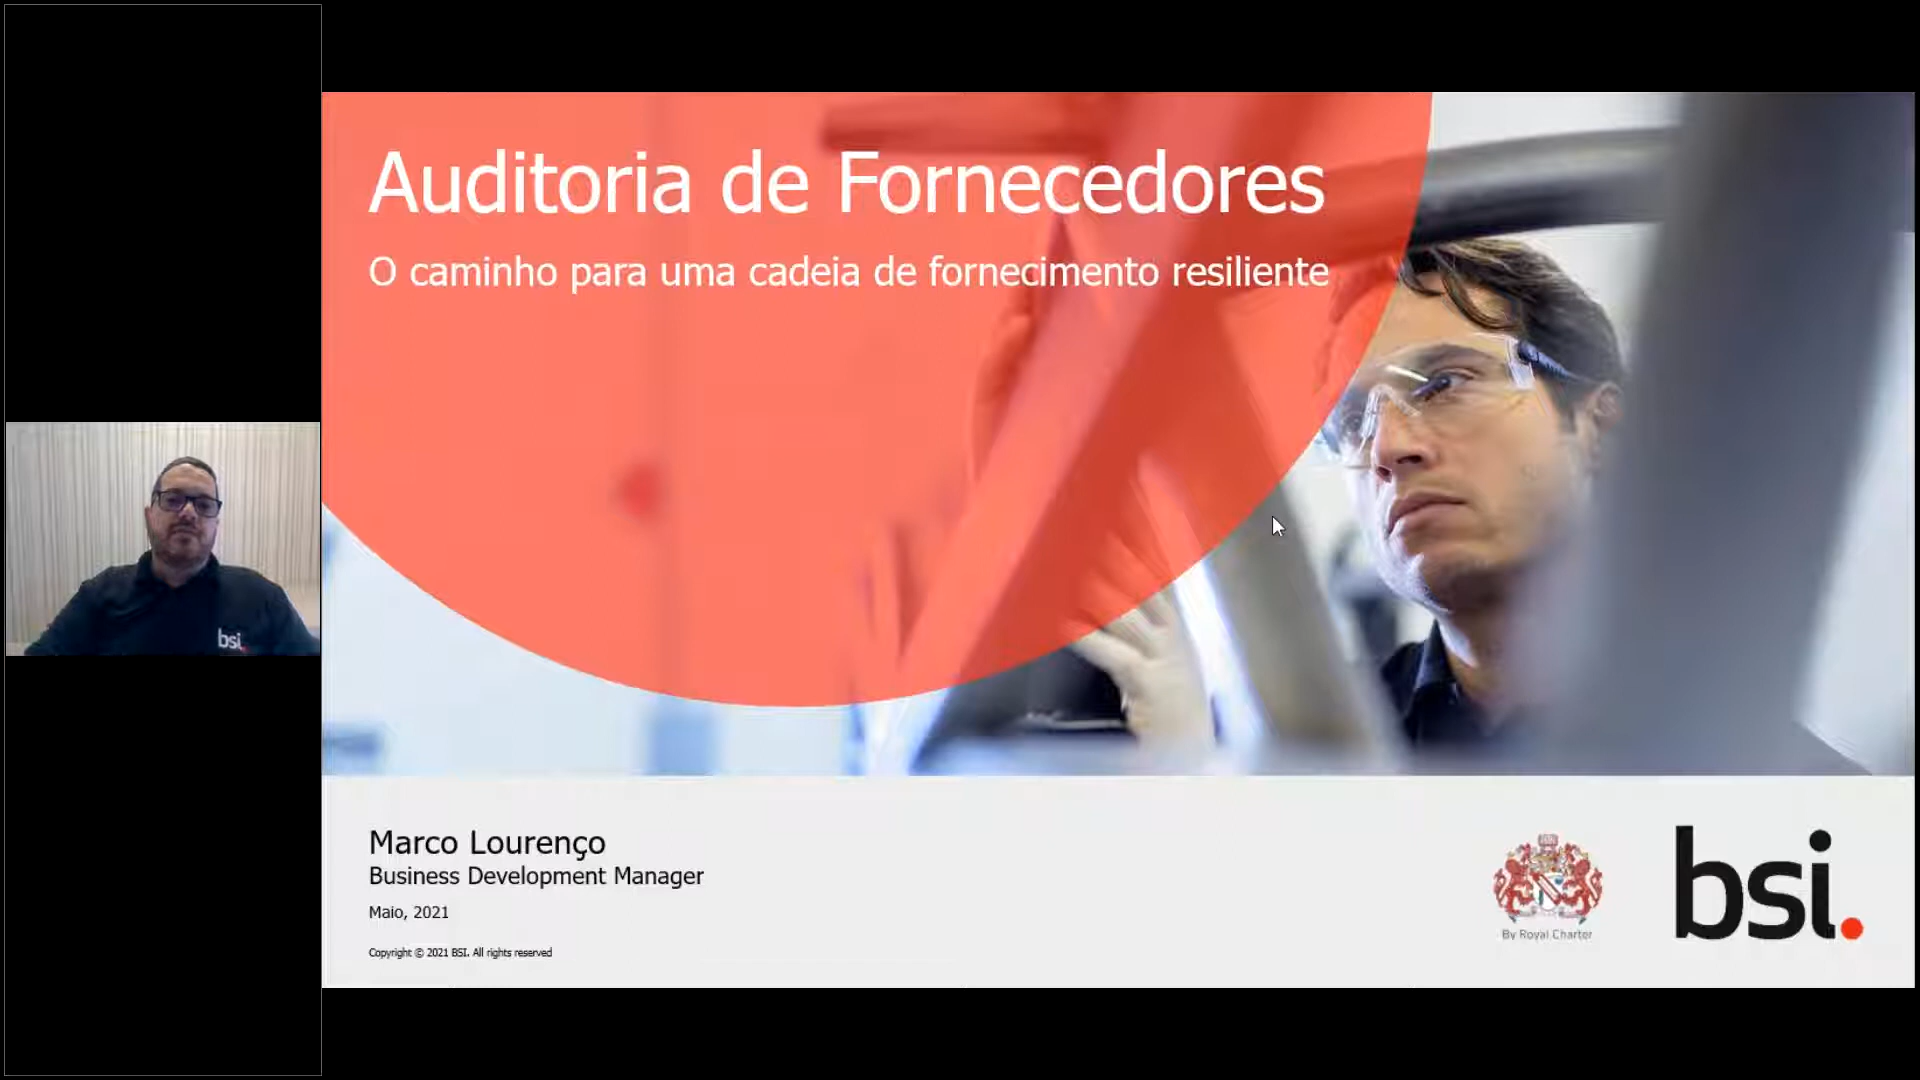 Auditoria de Fornecedores
O caminho para uma cadeia de fornecimento resiliente
bsi.
Marco Lourenço
Business Development Manager
Maio, 2021
Copyright © 2021 BSI. All rights reserved
By Royal Charter
bsi.